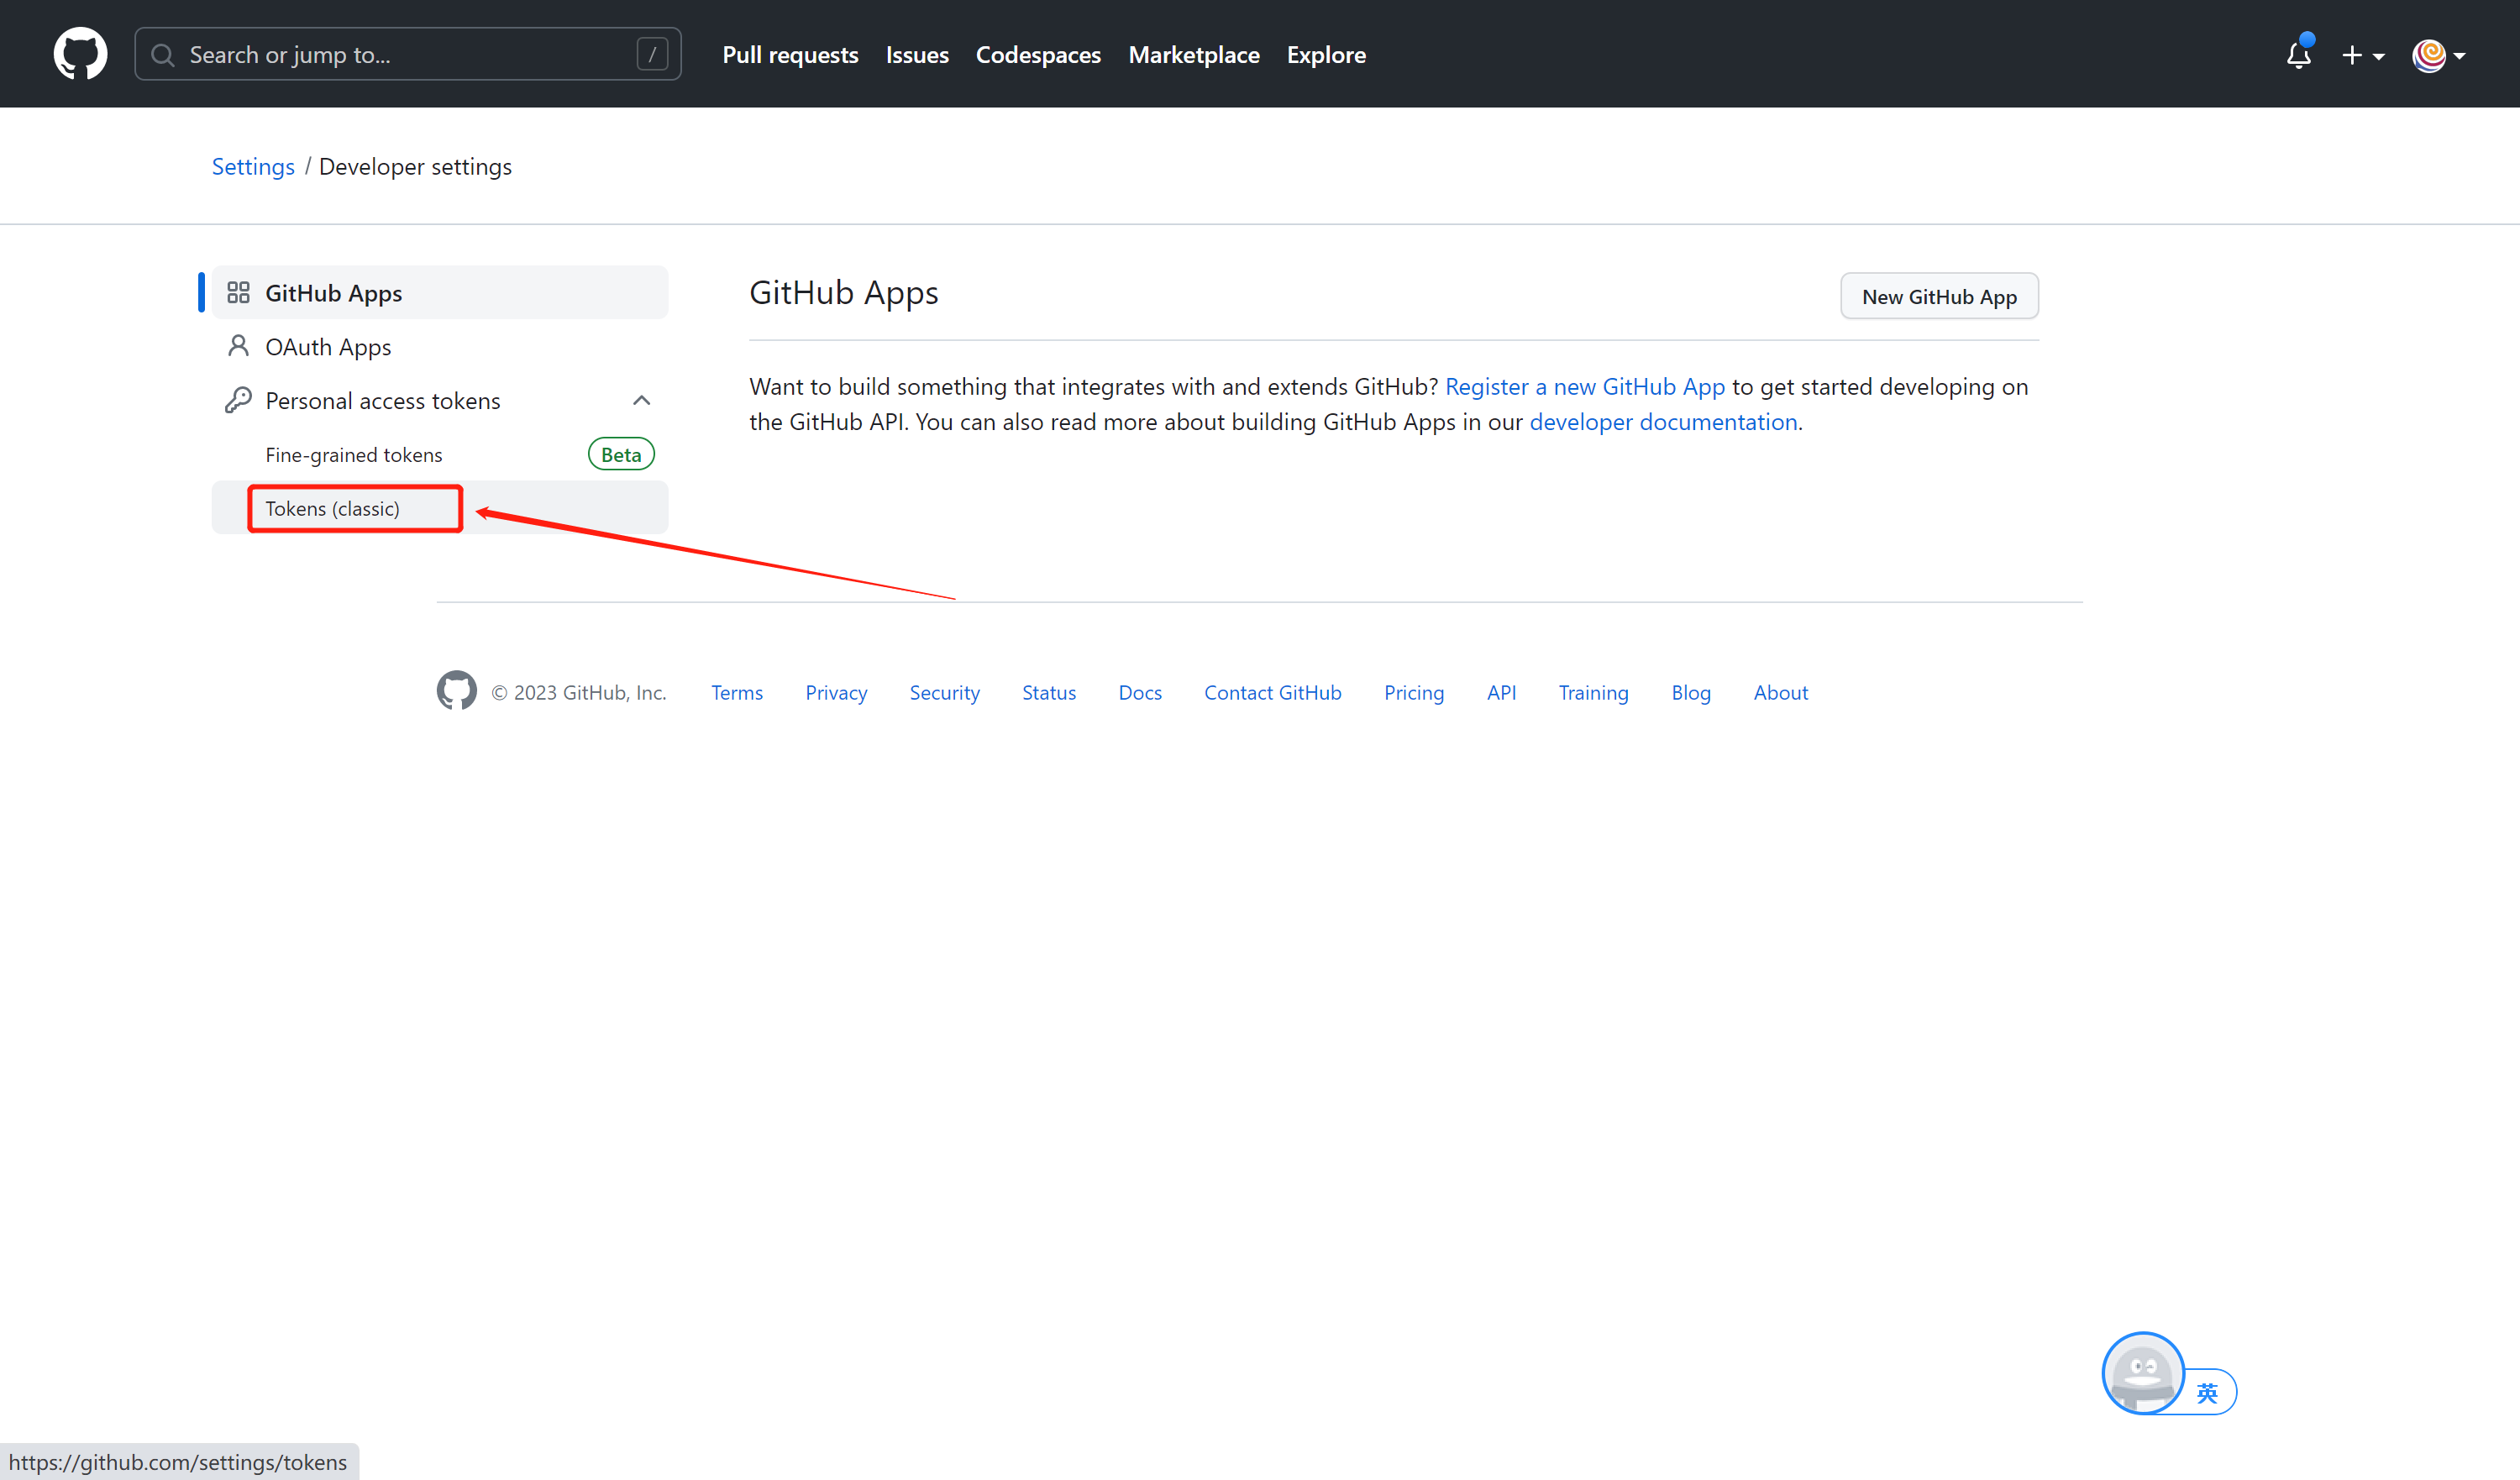 Search or jump to...
/
Pull requests
Issues
Codespaces
Marketplace
Explore
Settings / Developer settings
GitHub Apps
OAuth Apps
Personal access tokens
Fine-grained tokens
Beta
Tokens (classic)
GitHub Apps
New GitHub App
Want to build something that integrates with and extends GitHub? Register a new GitHub App to get started developing on
the GitHub API. You can also read more about building GitHub Apps in our developer documentation.
© 2023 GitHub, Inc.
Terms
Privacy
Security
Status
Docs
Contact GitHub
Pricing
API
Training
Blog
About
英
https://github.com/settings/tokens